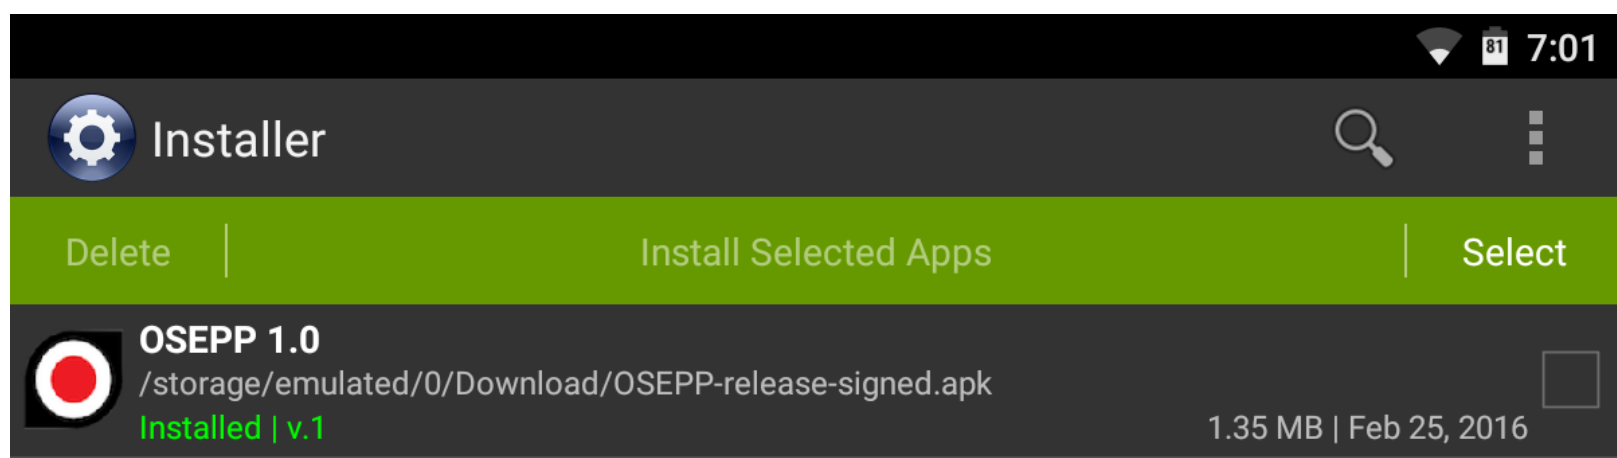 81 7:01
Installer
Delete | Install Selected Apps | Select
OSEPP 1.0
/storage/emulated/0/Download/OSEPP-release-signed.apk
Installed | v.1 1.35 MB | Feb 25, 2016